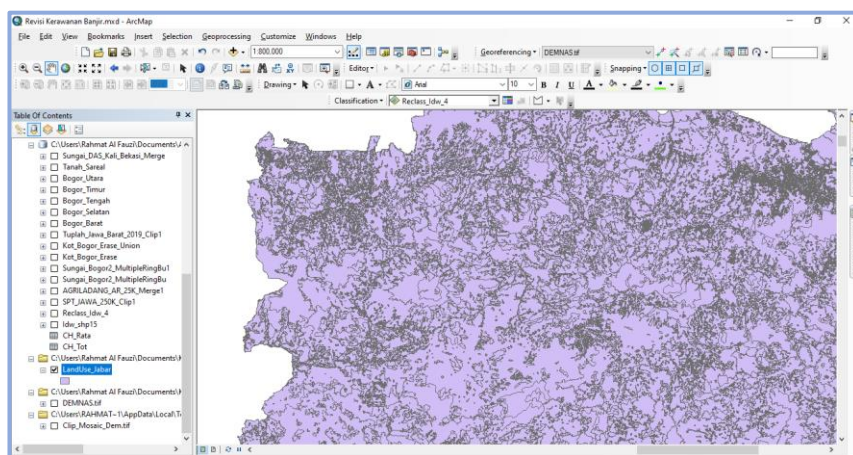 Revisi Kerawanan Banjir.mxd - ArcMap
File Edit View Bookmarks Insert Selection Geoprocessing Customize Windows Help
1:800,000 Georeferencing DEMNAS.tif
Editor Snapping
Drawing A Arial 10 B I U A
Classification Reclass_Idw_4
Table Of Contents
C:\Users\Rahmat Al Fauzi\Documents\
Sungai_DAS_Kali_Bekasi_Merge
Tanah_Sareal
Bogor_Utara
Bogor_Timur
Bogor_Tengah
Bogor_Selatan
Bogor_Barat
Tuplah_Jawa_Barat_2019_Clip1
Kot_Bogor_Erase_Union
Kot_Bogor_Erase
Sungai_Bogor2_MultipleRingBu1
Sungai_Bogor2_MultipleRingBu
AGRILADANG_AR_25K_Merge1
SPT_JAWA_250K_Clip1
Reclass_Idw_4
Idw_shp15
CH_Rata
CH_Tot
C:\Users\Rahmat Al Fauzi\Documents\
LandUse_Jabar
C:\Users\Rahmat Al Fauzi\Documents\
DEMNAS.tif
C:\Users\RAHMAT~1\AppData\Local\T
Clip_Mosaic_Dem.tif